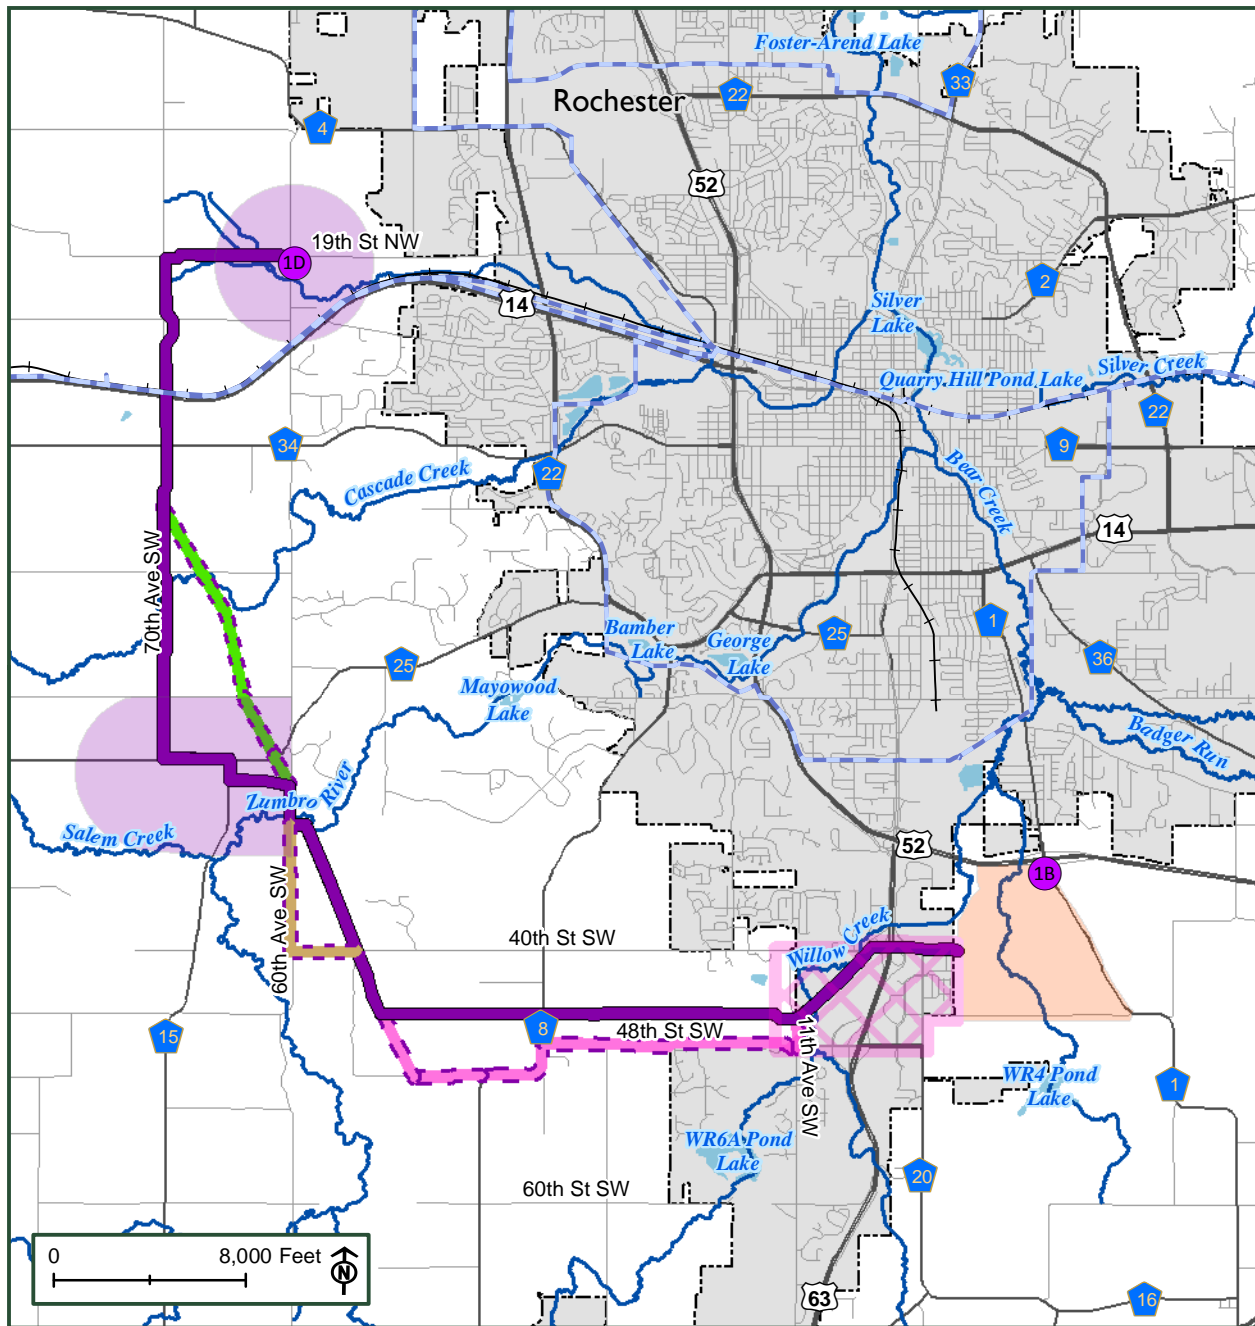 Foster-Arend Lake
33
22
Rochester
4
52
19th St NW
1D
2
14
Silver
Lake
Quarry Hill Pond Lake
Silver Creek
22
34
9
Cascade Creek
22
Bear Creek
14
70th Ave SW
Bamber
Lake
George
Lake
25
1
36
25
Mayowood
Lake
Badger Run
Zumbro River
Salem Creek
52
1B
60th Ave SW
40th St SW
Willow Creek
15
8
48th St SW
11th Ave SW
WR4 Pond
Lake
1
WR6A Pond
Lake
20
60th St SW
0
8,000 Feet
N
63
16